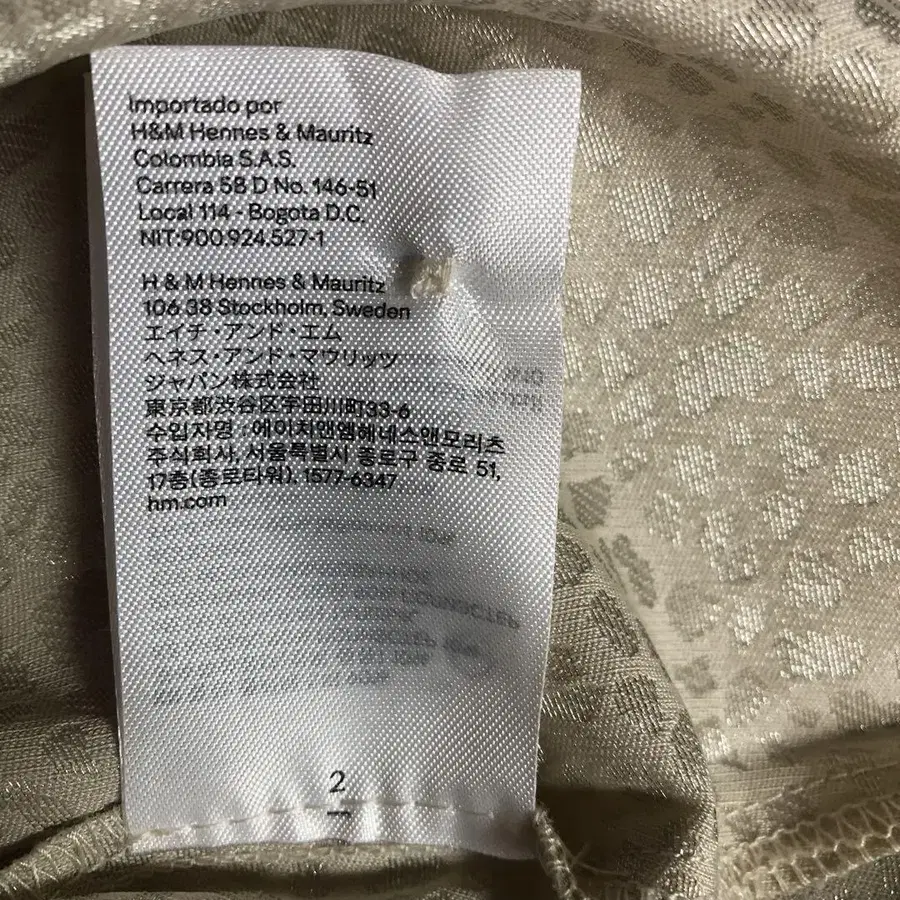 Importado por
H&M Hennes & Mauritz
Colombia S.A.S.
Carrera 58 D No. 146-51
Local 114 - Bogota D.C.
NIT:900.924.527-1
H & M Hennes & Mauritz
106 38 Stockholm, Sweden
エイチ・アンド・エム
ヘネス・アンド・マウリッツ
ジャパン株式会社
東京都渋谷区宇田川町33-6
수입자명 : 에이치앤엠헤네스앤모리츠
주식회사, 서울특별시 종로구 종로 51,
17층(종로타워). 1577-6347
hm.com
2